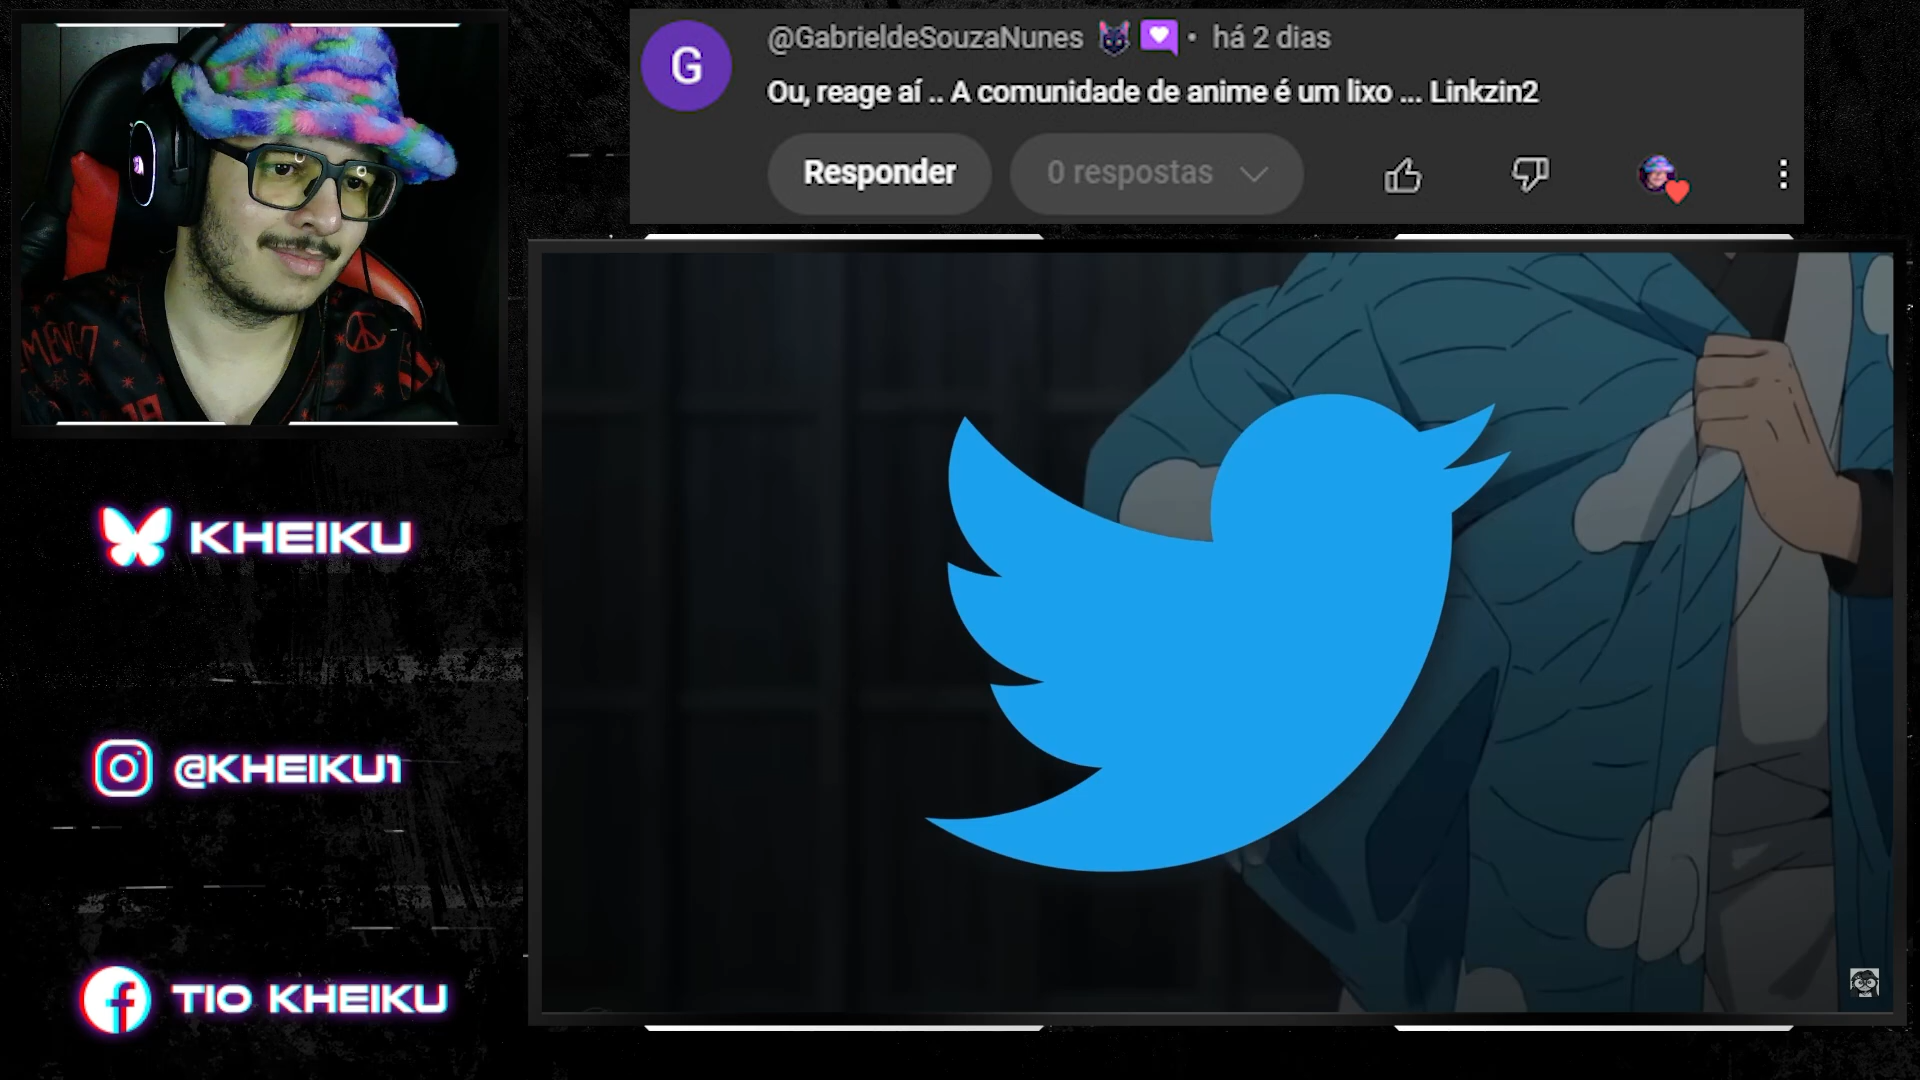 @GabrieldeSouzaNunes • há 2 dias
G
Ou, reage aí .. A comunidade de anime é um lixo ... Linkzin2
Responder
0 respostas
KHEIKU
@KHEIKU1
TIO KHEIKU